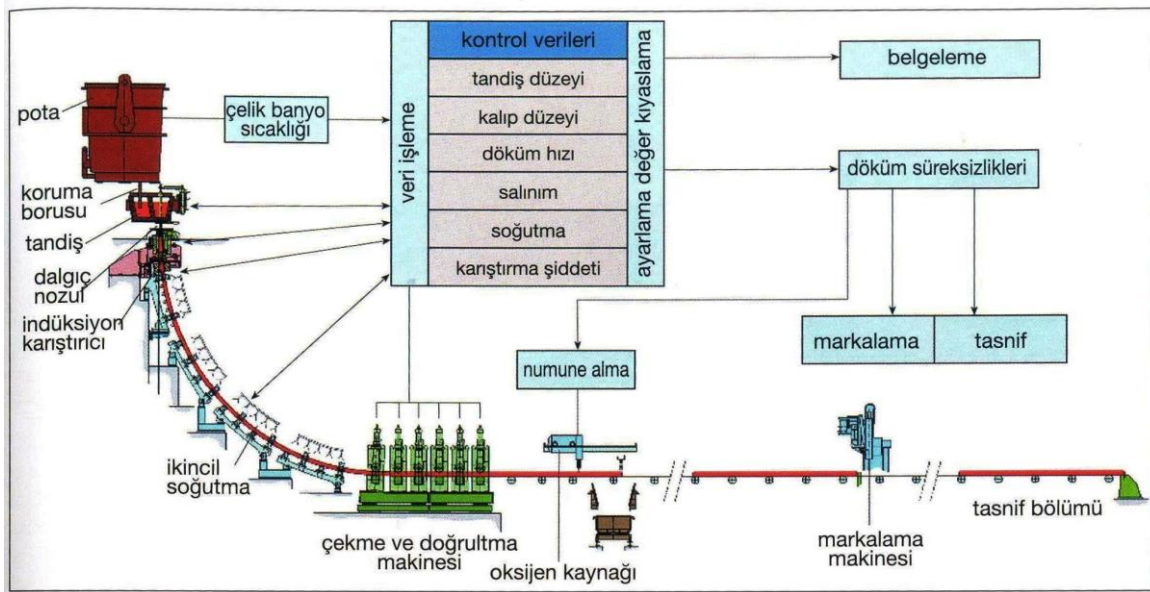 kontrol verileri
tandiş düzeyi
kalıp düzeyi
döküm hızı
salınım
soğutma
karıştırma şiddeti
veri işleme
ayarlama değer kıyaslama
belgeleme
döküm süreksizlikleri
markalama
tasnif
numune alma
çelik banyo
sıcaklığı
pota
koruma
borusu
tandiş
dalgıç
nozul
indüksiyon
karıştırıcı
ikincil
soğutma
çekme ve doğrultma
makinesi
oksijen kaynağı
markalama
makinesi
tasnif bölümü